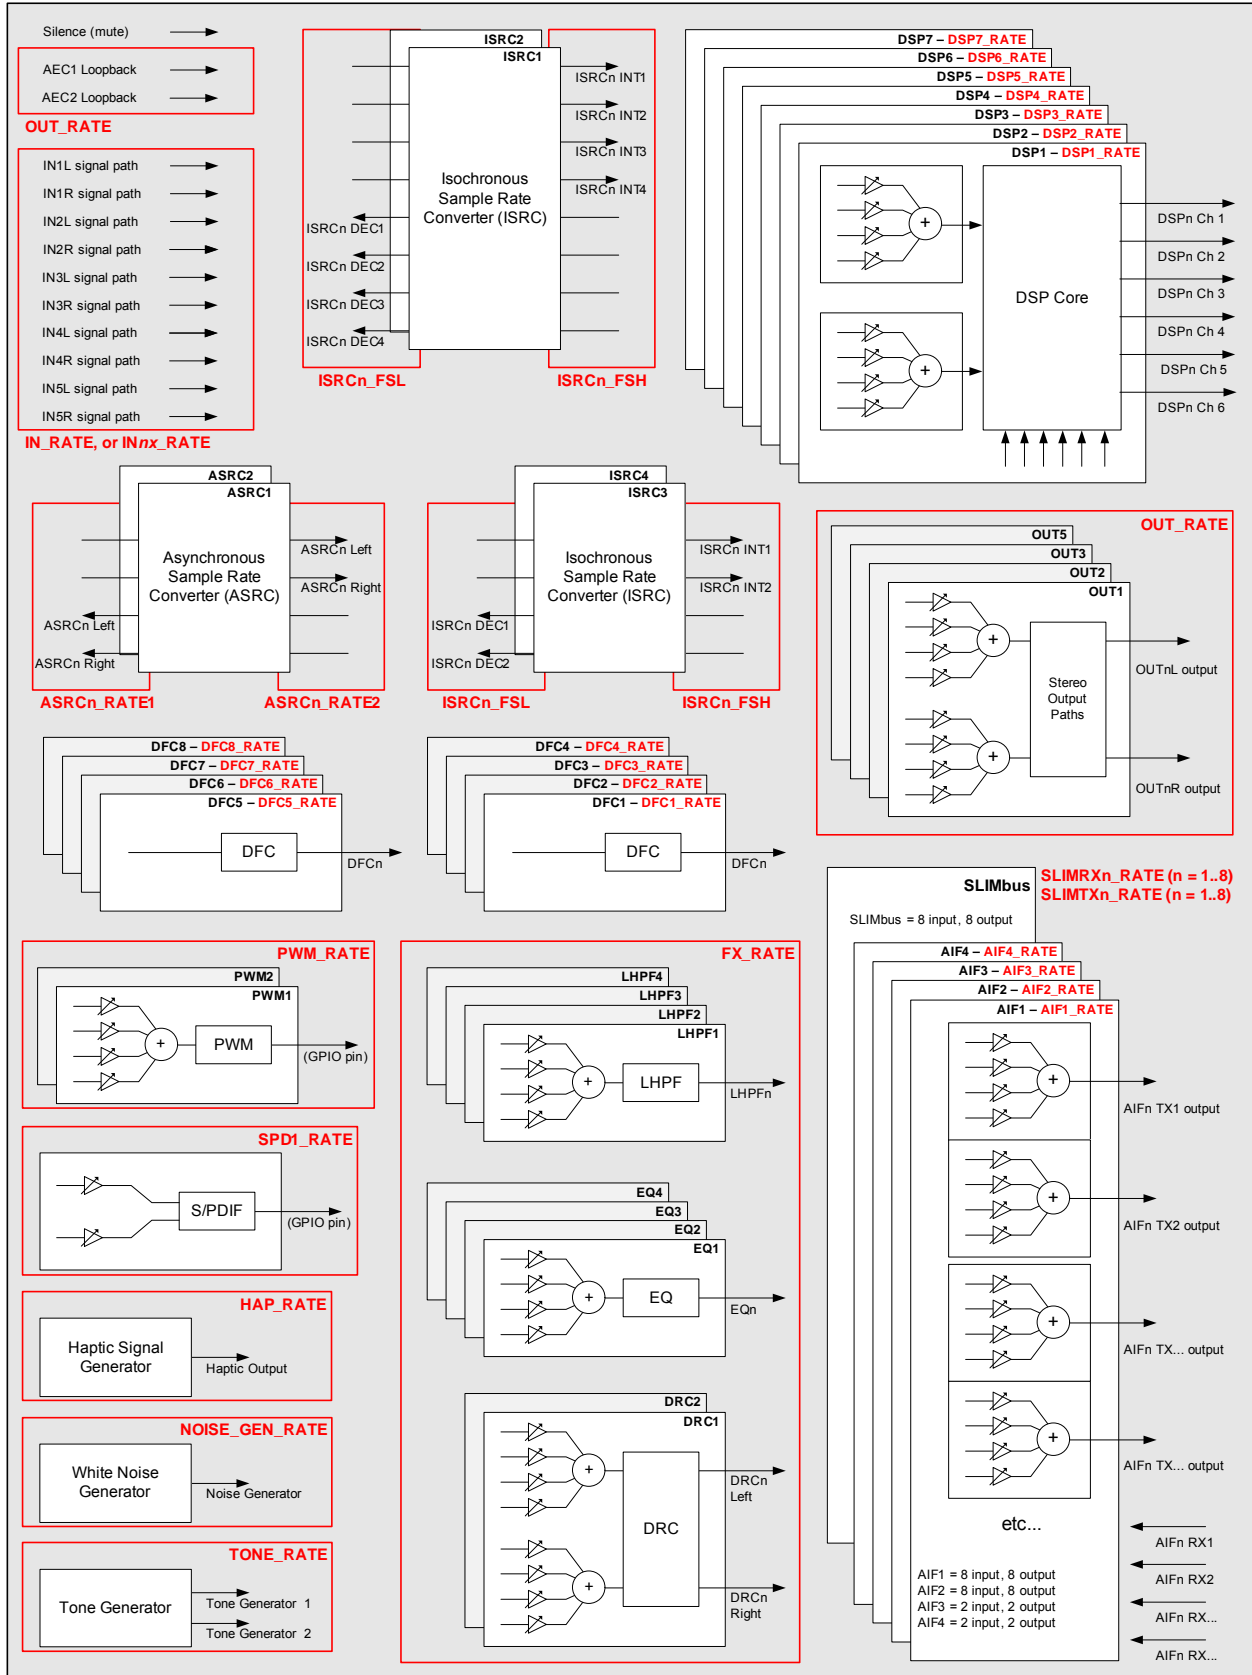 Silence (mute)
AEC1 Loopback
AEC2 Loopback
OUT_RATE
IN1L signal path
IN1R signal path
IN2L signal path
IN2R signal path
IN3L signal path
IN3R signal path
IN4L signal path
IN4R signal path
IN5L signal path
IN5R signal path
IN_RATE, or INnx_RATE
ISRC2
ISRC1
ISRCn INT1
ISRCn INT2
ISRCn INT3
ISRCn INT4
Isochronous
Sample Rate
Converter (ISRC)
ISRCn DEC1
ISRCn DEC2
ISRCn DEC3
ISRCn DEC4
ISRCn_FSL
ISRCn_FSH
DSP7 – DSP7_RATE
DSP6 – DSP6_RATE
DSP5 – DSP5_RATE
DSP4 – DSP4_RATE
DSP3 – DSP3_RATE
DSP2 – DSP2_RATE
DSP1 – DSP1_RATE
+
+
DSP Core
DSPn Ch 1
DSPn Ch 2
DSPn Ch 3
DSPn Ch 4
DSPn Ch 5
DSPn Ch 6
ASRC2
ASRC1
Asynchronous
Sample Rate
Converter (ASRC)
ASRCn Left
ASRCn Right
ASRCn Left
ASRCn Right
ASRCn_RATE1
ASRCn_RATE2
ISRC4
ISRC3
Isochronous
Sample Rate
Converter (ISRC)
ISRCn INT1
ISRCn INT2
ISRCn DEC1
ISRCn DEC2
ISRCn_FSL
ISRCn_FSH
OUT_RATE
OUT5
OUT3
OUT2
OUT1
+
+
Stereo
Output
Paths
OUTnL output
OUTnR output
DFC8 – DFC8_RATE
DFC7 – DFC7_RATE
DFC6 – DFC6_RATE
DFC5 – DFC5_RATE
DFC
DFCn
DFC4 – DFC4_RATE
DFC3 – DFC3_RATE
DFC2 – DFC2_RATE
DFC1 – DFC1_RATE
DFC
DFCn
PWM_RATE
PWM2
PWM1
+
PWM
(GPIO pin)
SPD1_RATE
S/PDIF
(GPIO pin)
HAP_RATE
Haptic Signal
Generator
Haptic Output
NOISE_GEN_RATE
White Noise
Generator
Noise Generator
TONE_RATE
Tone Generator
Tone Generator 1
Tone Generator 2
FX_RATE
LHPF4
LHPF3
LHPF2
LHPF1
+
LHPF
LHPFn
EQ4
EQ3
EQ2
EQ1
+
EQ
EQn
DRC2
DRC1
+
+
DRC
DRCn
Left
DRCn
Right
SLIMbus
SLIMRXn_RATE (n = 1..8)
SLIMTXn_RATE (n = 1..8)
SLIMbus = 8 input, 8 output
AIF4 – AIF4_RATE
AIF3 – AIF3_RATE
AIF2 – AIF2_RATE
AIF1 – AIF1_RATE
+
AIFn TX1 output
+
AIFn TX2 output
+
AIFn TX... output
+
AIFn TX... output
etc...
AIFn RX1
AIFn RX2
AIFn RX...
AIFn RX...
AIF1 = 8 input, 8 output
AIF2 = 8 input, 8 output
AIF3 = 2 input, 2 output
AIF4 = 2 input, 2 output